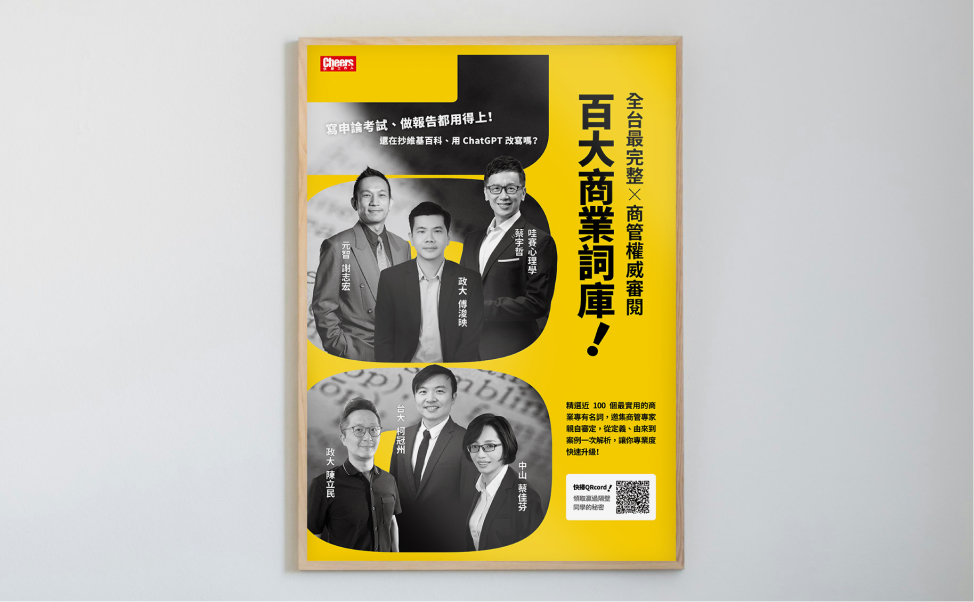 Cheers
寫申論考試、做報告都用得上！
還在抄維基百科、用 ChatGPT 改寫嗎？
全台最完整×商管權威審閱
百大商業詞庫！
元智 謝志宏
政大 傅浚映
哇賽心理學
蔡宇哲
政大 陳立民
台大 柯冠州
中山 蔡佳芬
精選近 100 個最實用的商
業專有名詞，邀集商管專家
親自審定，從定義、由來到
案例一次解析，讓你專業度
快速升級！
快掃QRcord！
領取贏過隔壁
同學的秘密